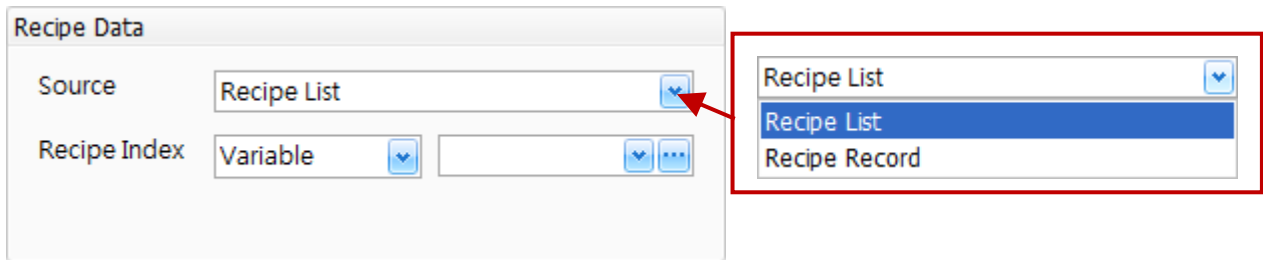 Recipe Data
Source
Recipe List
Recipe Index
Variable
Recipe List
Recipe List
Recipe Record